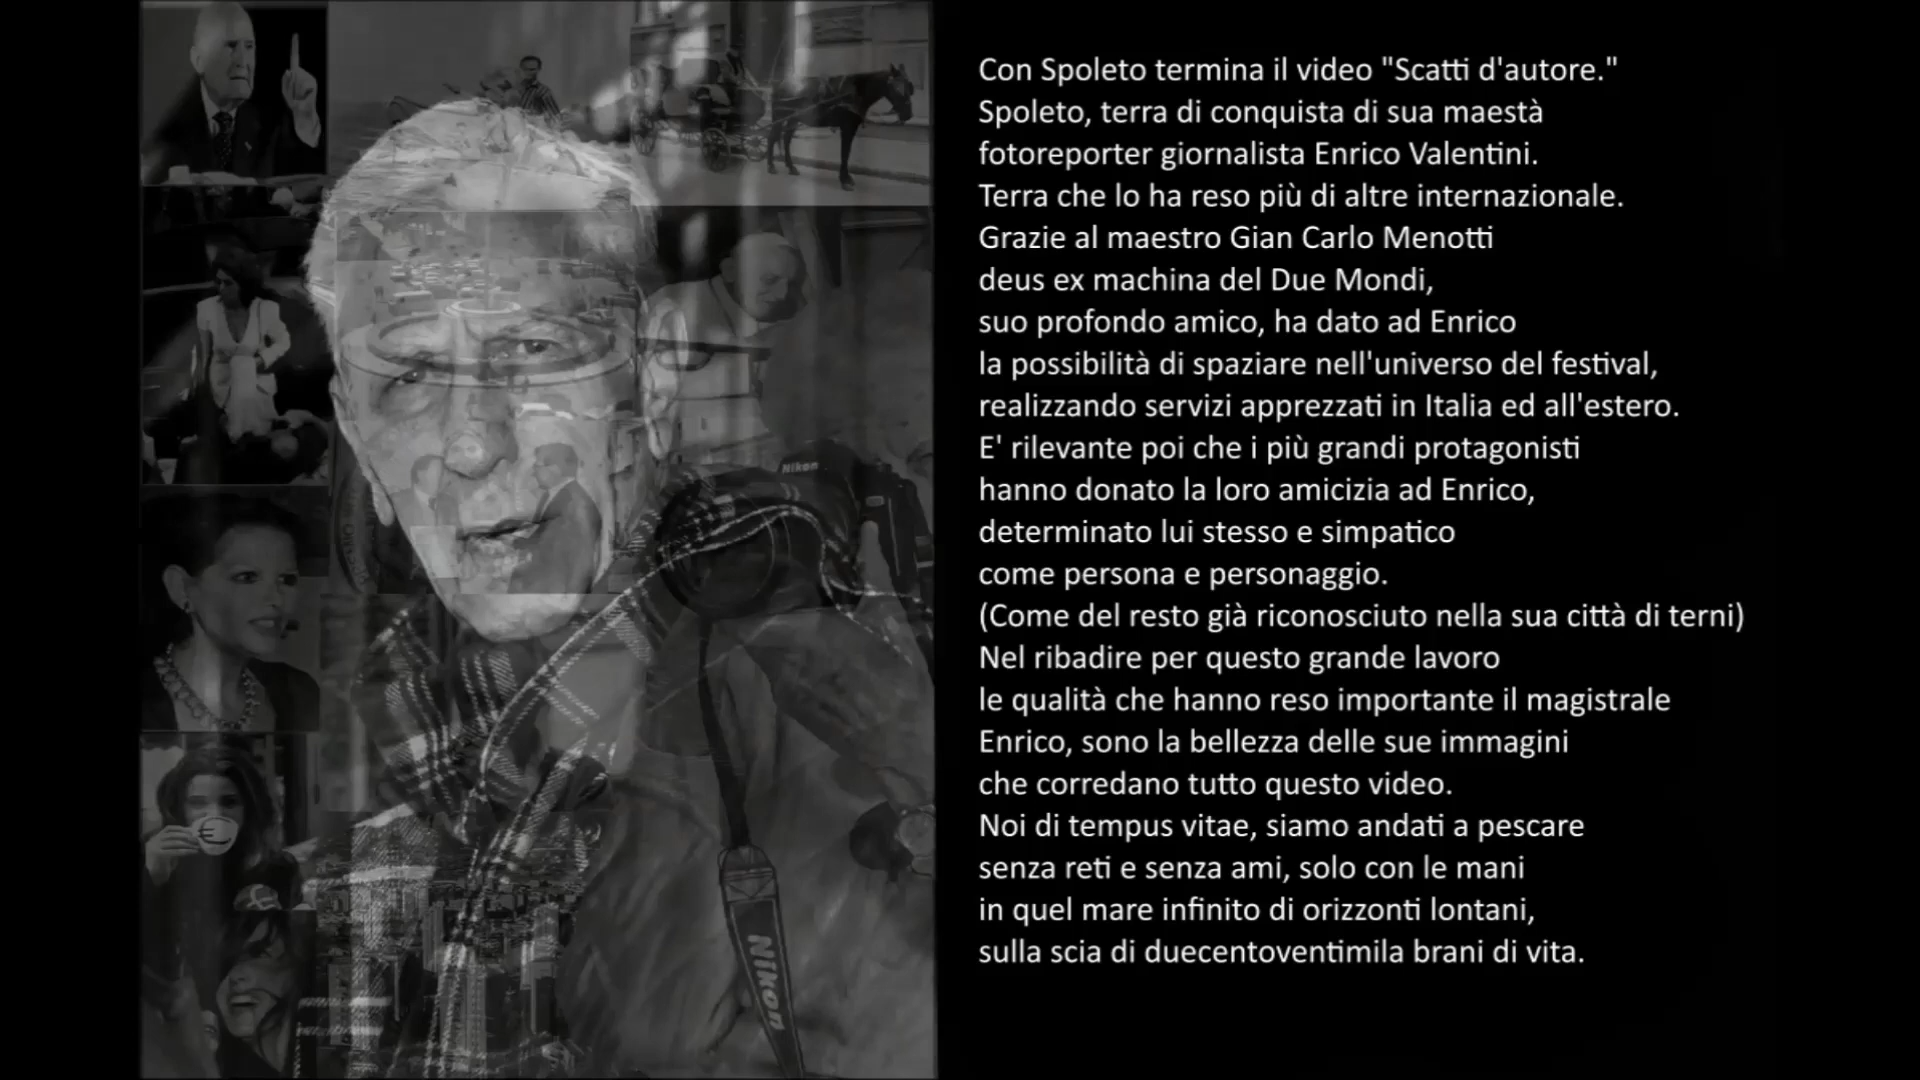 Con Spoleto termina il video "Scatti d'autore."
Spoleto, terra di conquista di sua maestà
fotoreporter giornalista Enrico Valentini.
Terra che lo ha reso più di altre internazionale.
Grazie al maestro Gian Carlo Menotti
deus ex machina del Due Mondi,
suo profondo amico, ha dato ad Enrico
la possibilità di spaziare nell'universo del festival,
realizzando servizi apprezzati in Italia ed all'estero.
E' rilevante poi che i più grandi protagonisti
hanno donato la loro amicizia ad Enrico,
determinato lui stesso e simpatico
come persona e personaggio.
(Come del resto già riconosciuto nella sua città di terni)
Nel ribadire per questo grande lavoro
le qualità che hanno reso importante il magistrale
Enrico, sono la bellezza delle sue immagini
che corredano tutto questo video.
Noi di tempus vitae, siamo andati a pescare
senza reti e senza ami, solo con le mani
in quel mare infinito di orizzonti lontani,
sulla scia di duecentoventimila brani di vita.
Nikon
Nikon